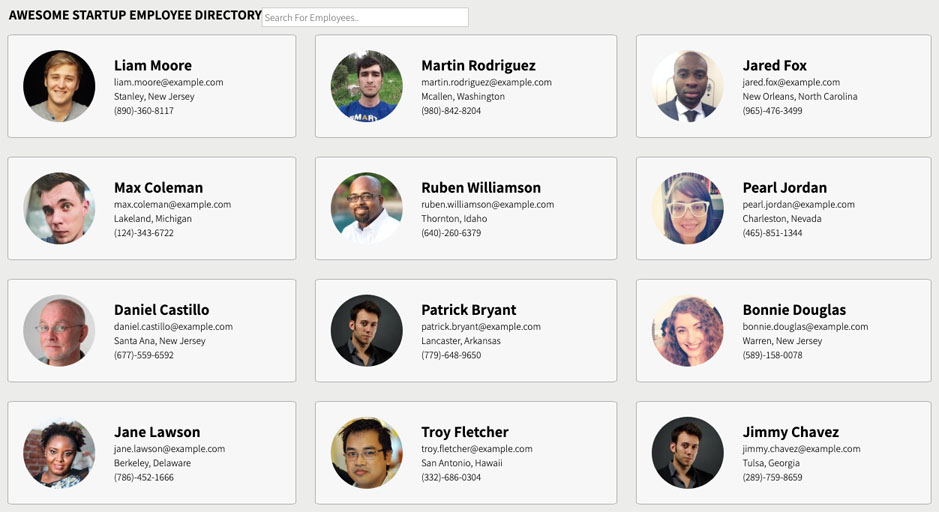 AWESOME STARTUP EMPLOYEE DIRECTORY
Search For Employees..
Liam Moore
liam.moore@example.com
Stanley, New Jersey
(890)-360-8117
Martin Rodriguez
martin.rodriguez@example.com
Mcallen, Washington
(980)-842-8204
Jared Fox
jared.fox@example.com
New Orleans, North Carolina
(965)-476-3499
Max Coleman
max.coleman@example.com
Lakeland, Michigan
(124)-343-6722
Ruben Williamson
ruben.williamson@example.com
Thornton, Idaho
(640)-260-6379
Pearl Jordan
pearl.jordan@example.com
Charleston, Nevada
(465)-851-1344
Daniel Castillo
daniel.castillo@example.com
Santa Ana, New Jersey
(677)-559-6592
Patrick Bryant
patrick.bryant@example.com
Lancaster, Arkansas
(779)-648-9650
Bonnie Douglas
bonnie.douglas@example.com
Warren, New Jersey
(589)-158-0078
Jane Lawson
jane.lawson@example.com
Berkeley, Delaware
(786)-452-1666
Troy Fletcher
troy.fletcher@example.com
San Antonio, Hawaii
(332)-686-0304
Jimmy Chavez
jimmy.chavez@example.com
Tulsa, Georgia
(289)-759-8659